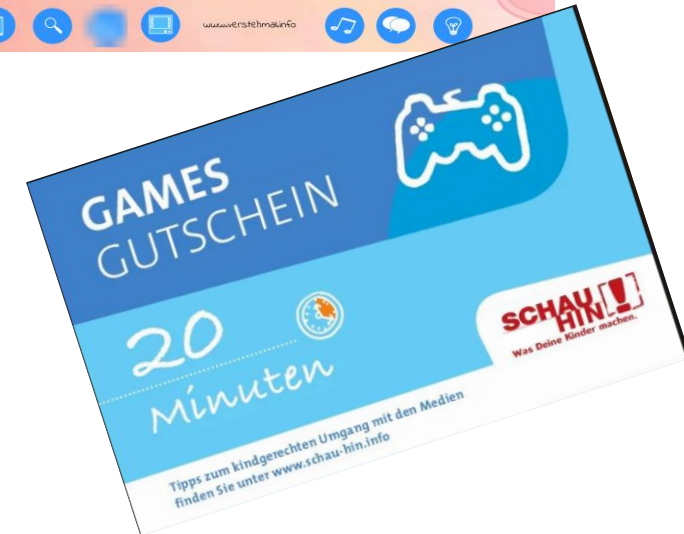 www.verstehmal.info
GAMES
GUTSCHEIN
20
Minuten
SCHAU
HIN!
Was Deine Kinder machen.
Tipps zum kindgerechten Umgang mit den Medien
finden Sie unter www.schau-hin.info